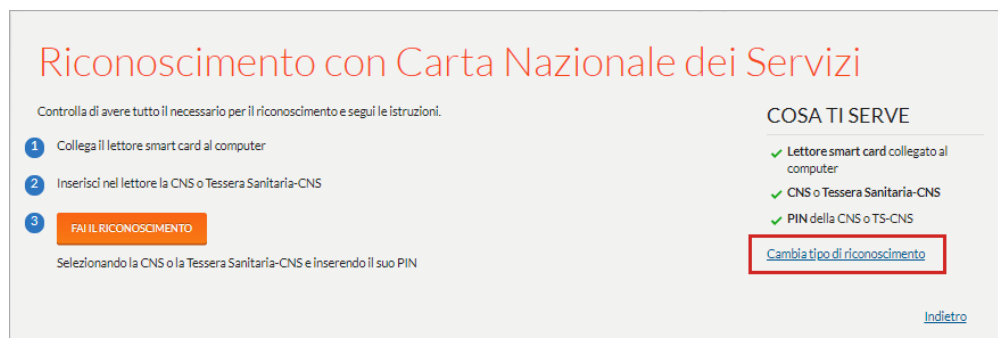 Riconoscimento con Carta Nazionale dei Servizi
Controlla di avere tutto il necessario per il riconoscimento e segui le istruzioni.
1 Collega il lettore smart card al computer
2 Inserisci nel lettore la CNS o Tessera Sanitaria-CNS
3 FAI IL RICONOSCIMENTO
Selezionando la CNS o la Tessera Sanitaria-CNS e inserendo il suo PIN
COSA TI SERVE
Lettore smart card collegato al
computer
CNS o Tessera Sanitaria-CNS
PIN della CNS o TS-CNS
Cambia tipo di riconoscimento
Indietro